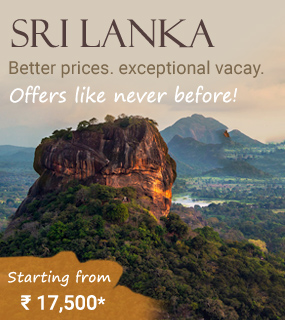 SRI LANKA
Better prices. exceptional vacay.
Offers like never before!
Starting from
₹ 17,500*